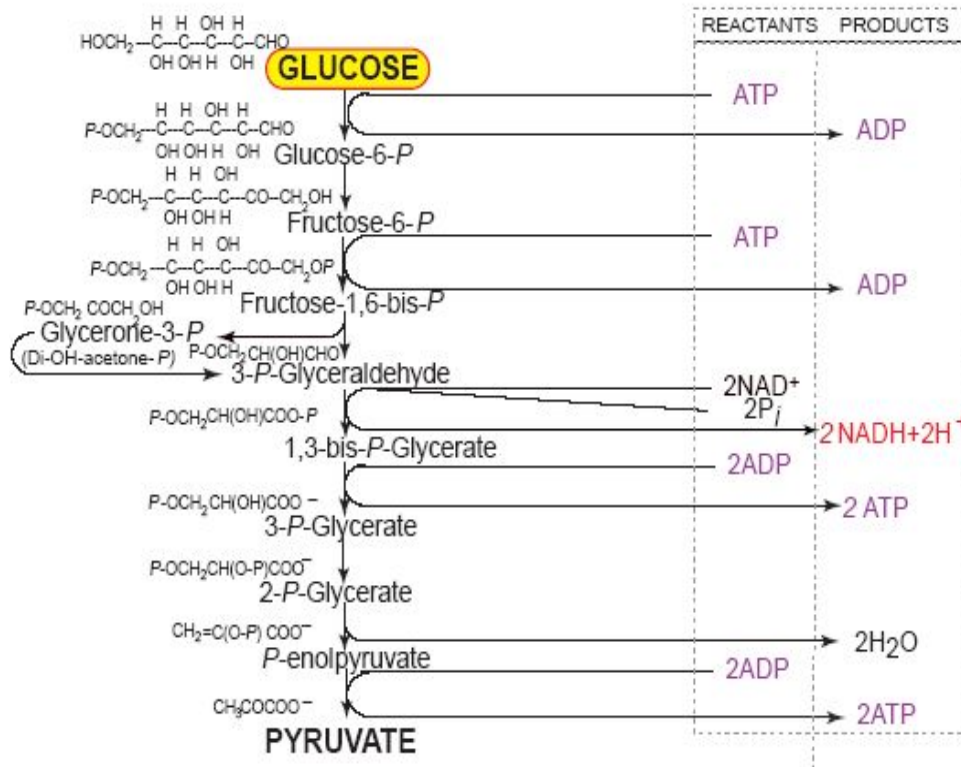 REACTANTS PRODUCTS
H H OH H
HOCH₂--C---C---C---C—CHO
OH OH H OH
GLUCOSE
ATP
ADP
H H OH H
P-OCH₂--C---C---C---C—CHO
OH OH H OH
Glucose-6-P
H H OH
P-OCH₂--C---C---C---CO—CH₂OH
OH OH H
Fructose-6-P
ATP
H H OH
P-OCH₂--C---C---C---CO—CH₂OP
OH OH H
ADP
Fructose-1,6-bis-P
P-OCH₂ COCH₂OH
Glycerone-3-P
(Di-OH-acetone-P)
P-OCH₂CH(OH)CHO
3-P-Glyceraldehyde
2NAD⁺
2Pi
P-OCH₂CH(OH)COO-P
2 NADH+2H⁺
1,3-bis-P-Glycerate
2ADP
P-OCH₂CH(OH)COO⁻
2 ATP
3-P-Glycerate
P-OCH₂CH(O-P)COO⁻
2-P-Glycerate
CH₂=C(O-P) COO⁻
2H₂O
P-enolpyruvate
2ADP
CH₃COCOO⁻
2ATP
PYRUVATE